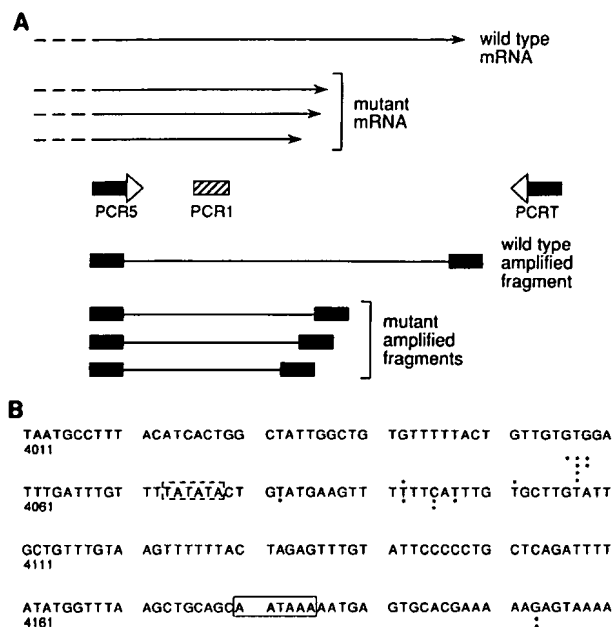 A
wild type
mRNA
mutant
mRNA
PCR5
PCR1
PCRT
wild type
amplified
fragment
mutant
amplified
fragments
B
TAATGCCTTT ACATCACTGG CTATTGGCTG TGTTTTTACT GTTGTGTGGA
4011
TTTGATTTGT TTTATATACT GTATGAAGTT TTTTCATTTG TGCTTGTATT
4061
GCTGTTTGTA AGTTTTTTAC TAGAGTTTGT ATTCCCCCTG CTCAGATTTT
4111
ATATGGTTTA AGCTGCAGCA ATAAAAATGA GTGCACGAAA AAGAGTAAAA
4161